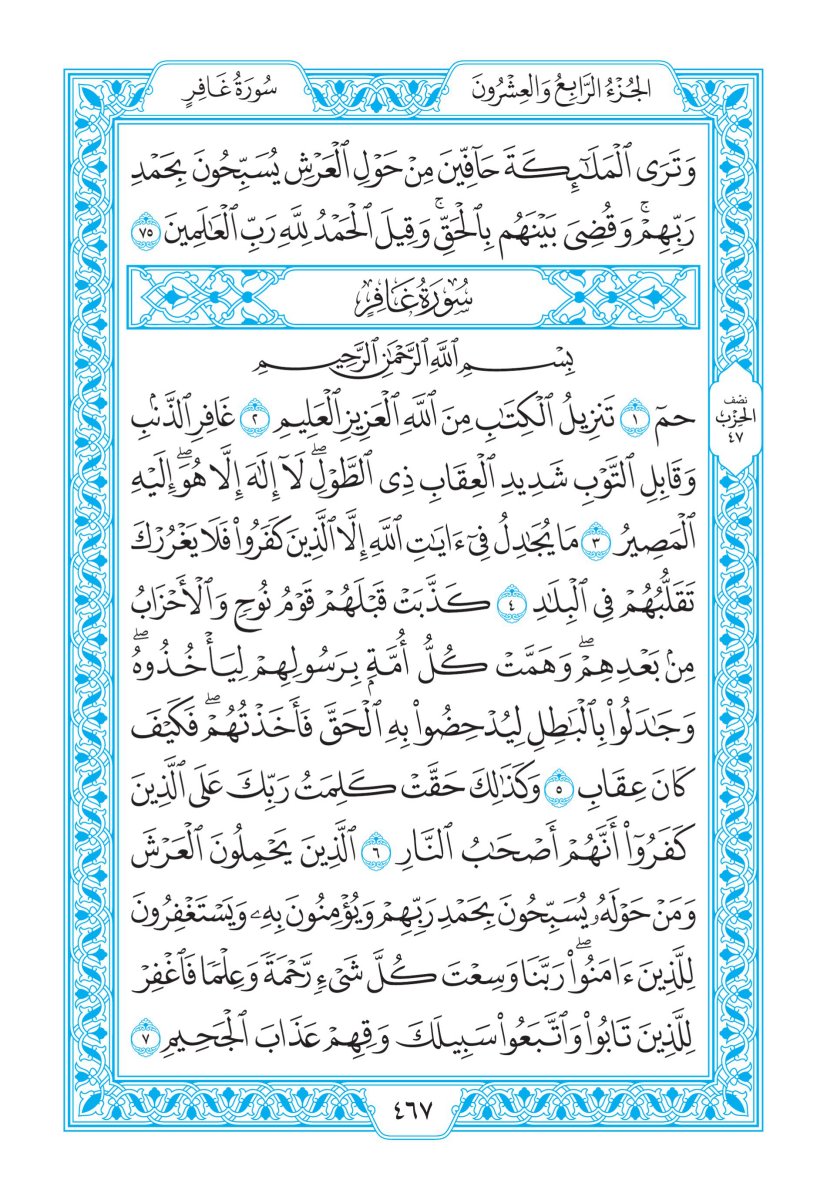 الجُزْءُ الرَّابِعُ وَالعِشْرُونَ
سُورَةُ غَافِرٍ
وَتَرَى ٱلْمَلَٰٓئِكَةَ حَآفِّينَ مِنْ حَوْلِ ٱلْعَرْشِ يُسَبِّحُونَ بِحَمْدِ
رَبِّهِمْۚ وَقُضِىَ بَيْنَهُم بِٱلْحَقِّۚ وَقِيلَ ٱلْحَمْدُ لِلَّهِ رَبِّ ٱلْعَٰلَمِينَ ٧٥
سُورَةُ غَافِرٍ
بِسْمِ ٱللَّهِ ٱلرَّحْمَٰنِ ٱلرَّحِيمِ
حمٓ ١ تَنزِيلُ ٱلْكِتَٰبِ مِنَ ٱللَّهِ ٱلْعَزِيزِ ٱلْعَلِيمِ ٢ غَافِرِ ٱلذَّنۢبِ
نصف
الحِزْب
٤٧
وَقَابِلِ ٱلتَّوْبِ شَدِيدِ ٱلْعِقَابِ ذِى ٱلطَّوْلِۖ لَآ إِلَٰهَ إِلَّا هُوَۖ إِلَيْهِ
ٱلْمَصِيرُ ٣ مَا يُجَٰدِلُ فِىٓ ءَايَٰتِ ٱللَّهِ إِلَّا ٱلَّذِينَ كَفَرُوا۟ فَلَا يَغْرُرْكَ
تَقَلُّبُهُمْ فِى ٱلْبِلَٰدِ ٤ كَذَّبَتْ قَبْلَهُمْ قَوْمُ نُوحٍ وَٱلْأَحْزَابُ
مِنۢ بَعْدِهِمْۖ وَهَمَّتْ كُلُّ أُمَّةٍۭ بِرَسُولِهِمْ لِيَأْخُذُوهُۖ
وَجَٰدَلُوا۟ بِٱلْبَٰطِلِ لِيُدْحِضُوا۟ بِهِ ٱلْحَقَّ فَأَخَذْتُهُمْۖ فَكَيْفَ
كَانَ عِقَابِ ٥ وَكَذَٰلِكَ حَقَّتْ كَلِمَتُ رَبِّكَ عَلَى ٱلَّذِينَ
كَفَرُوٓا۟ أَنَّهُمْ أَصْحَٰبُ ٱلنَّارِ ٦ ٱلَّذِينَ يَحْمِلُونَ ٱلْعَرْشَ
وَمَنْ حَوْلَهُۥ يُسَبِّحُونَ بِحَمْدِ رَبِّهِمْ وَيُؤْمِنُونَ بِهِۦ وَيَسْتَغْفِرُونَ
لِلَّذِينَ ءَامَنُوا۟ۖ رَبَّنَا وَسِعْتَ كُلَّ شَىْءٍ رَّحْمَةً وَعِلْمًا فَٱغْفِرْ
لِلَّذِينَ تَابُوا۟ وَٱتَّبَعُوا۟ سَبِيلَكَ وَقِهِمْ عَذَابَ ٱلْجَحِيمِ ٧
٤٦٧